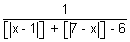 1
[|x - 1|] + [|7 - x|] - 6